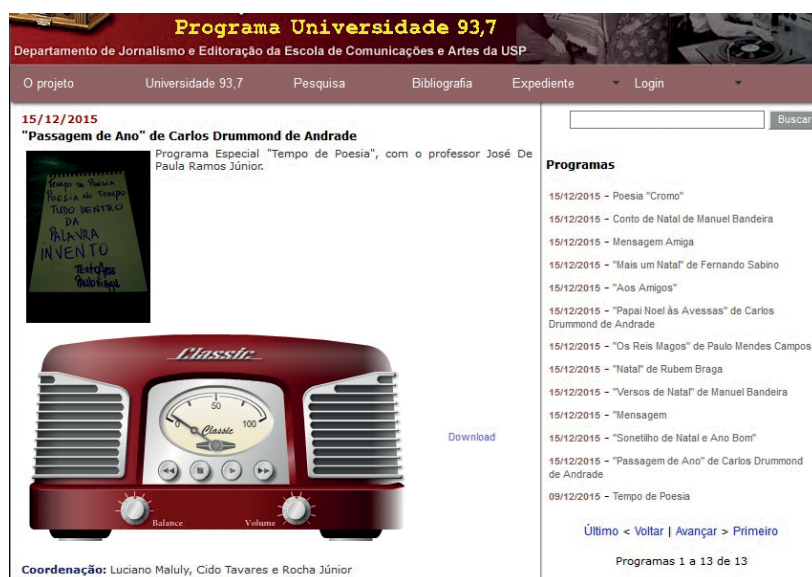 Programa Universidade 93,7
Departamento de Jornalismo e Editoração da Escola de Comunicações e Artes da USP
O projeto
Universidade 93,7
Pesquisa
Bibliografia
Expediente
Login
15/12/2015
"Passagem de Ano" de Carlos Drummond de Andrade
Programa Especial "Tempo de Poesia", com o professor José De
Paula Ramos Júnior.
Tempo de Poesia
Poesia no Tempo
TUDO DENTRO
DA
PALAVRA
INVENTO
Classic
0
50
100
Classic
Balance
Volume
Download
Coordenação: Luciano Maluly, Cido Tavares e Rocha Júnior
Buscar
Programas
15/12/2015 - Poesia "Cromo"
15/12/2015 - Conto de Natal de Manuel Bandeira
15/12/2015 - Mensagem Amiga
15/12/2015 - "Mais um Natal" de Fernando Sabino
15/12/2015 - "Aos Amigos"
15/12/2015 - "Papai Noel às Avessas" de Carlos
Drummond de Andrade
15/12/2015 - "Os Reis Magos" de Paulo Mendes Campos
15/12/2015 - "Natal" de Rubem Braga
15/12/2015 - "Versos de Natal" de Manuel Bandeira
15/12/2015 - "Mensagem
15/12/2015 - "Sonetilho de Natal e Ano Bom"
15/12/2015 - "Passagem de Ano" de Carlos Drummond
de Andrade
09/12/2015 - Tempo de Poesia
Último < Voltar | Avançar > Primeiro
Programas 1 a 13 de 13